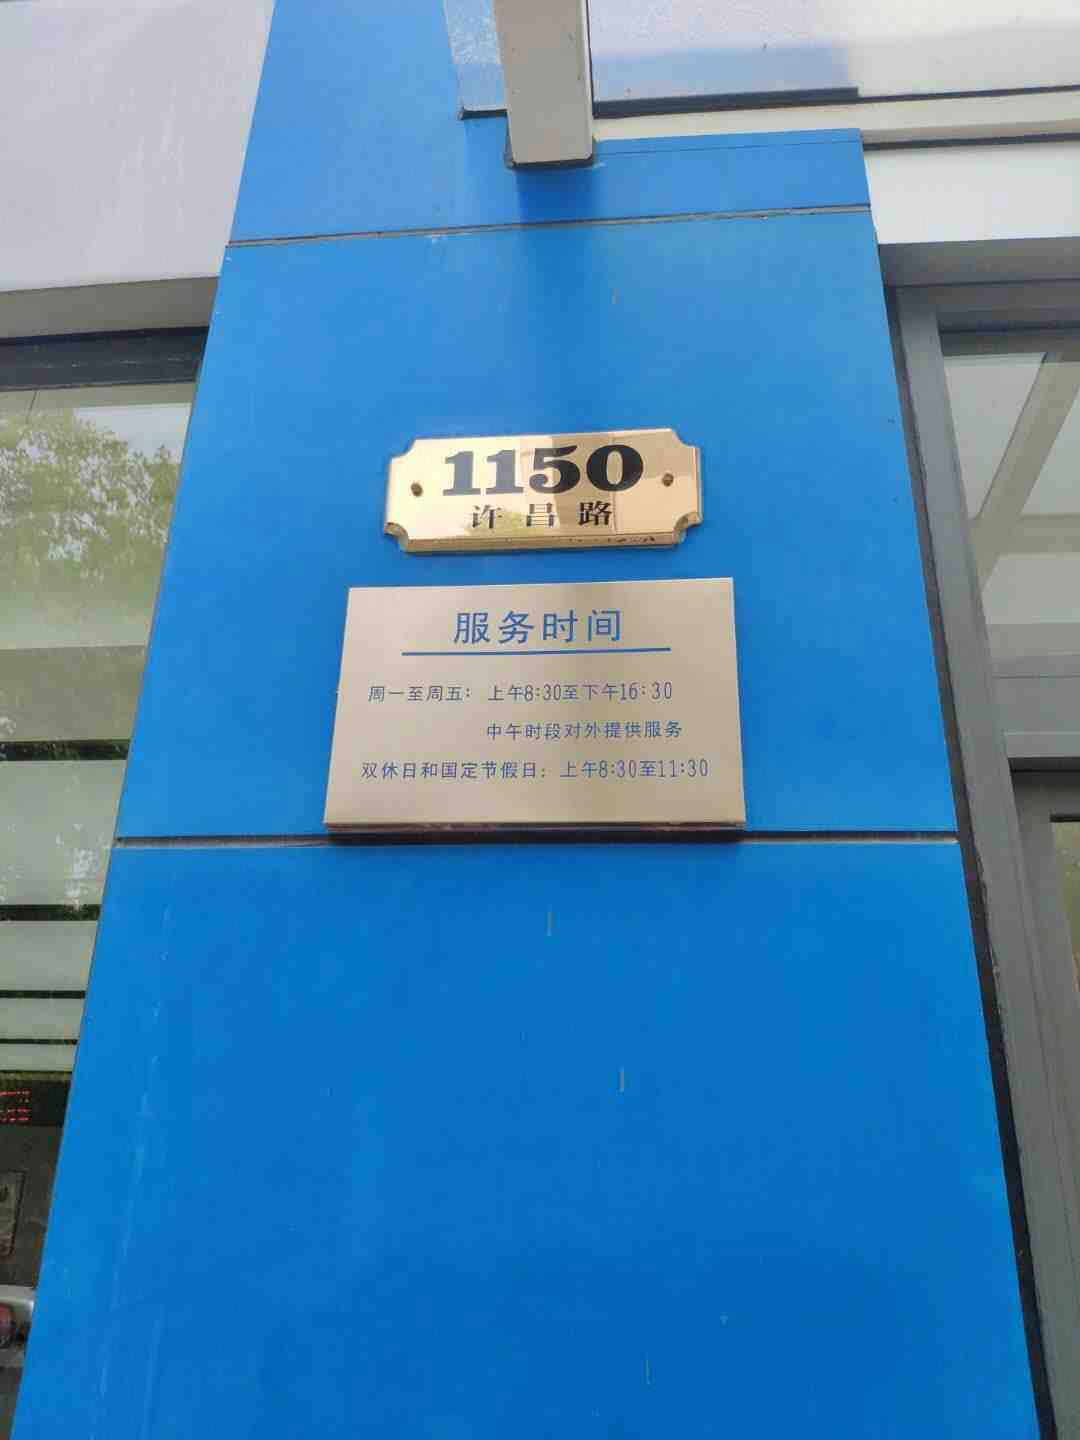 1150
许昌路
服务时间
周一至周五：上午8:30至下午16:30
中午时段对外提供服务
双休日和国定节假日：上午8:30至11:30